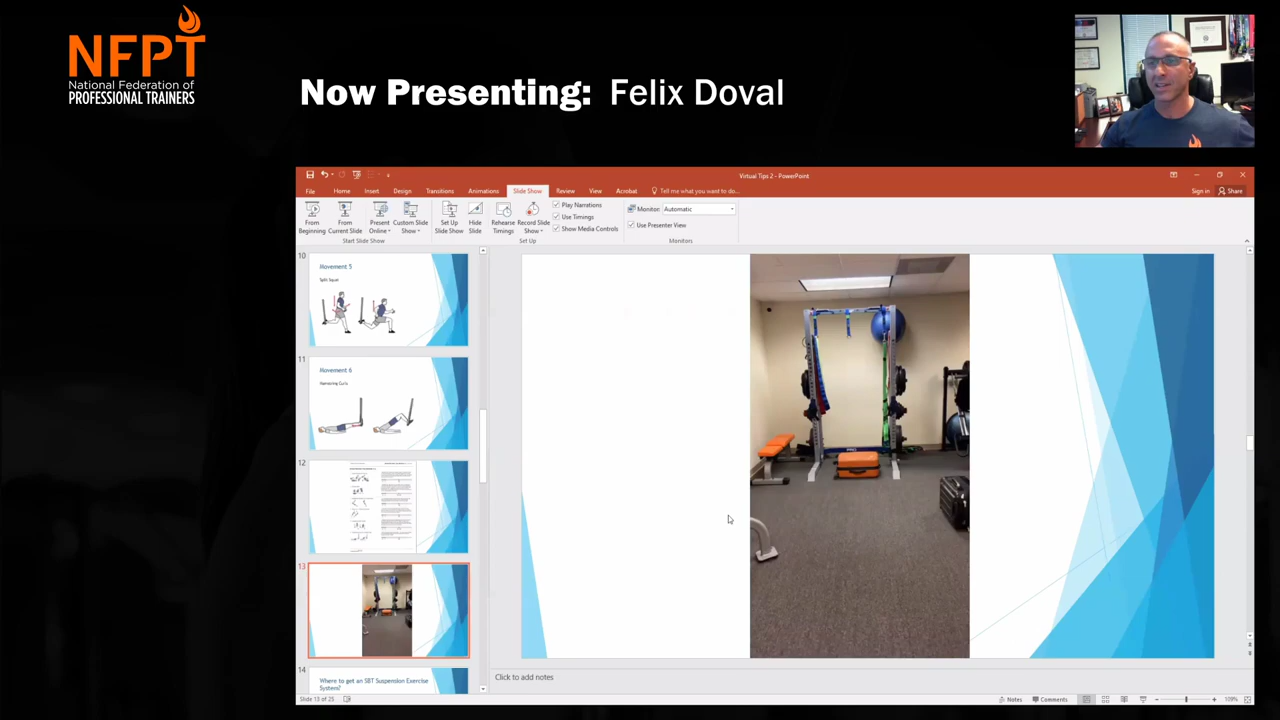 NFPT
National Federation of
PROFESSIONAL TRAINERS
Now Presenting: Felix Doval
Virtual Tips 2 - PowerPoint
File Home Insert Design Transitions Animations Slide Show Review View Acrobat Tell me what you want to do... Sign in Share
From Beginning
From Current Slide
Present Online
Custom Slide Show
Set Up Slide Show
Hide Slide
Rehearse Timings
Record Slide Show
Play Narrations
Use Timings
Show Media Controls
Monitor: Automatic
Use Presenter View
Start Slide Show Set Up Monitors
10
Movement 5
Split Squat
11
Movement 6
Hamstring Curls
12
13
14
Where to get an SBT Suspension Exercise
System?
Click to add notes
Slide 13 of 25 Notes Comments 109%